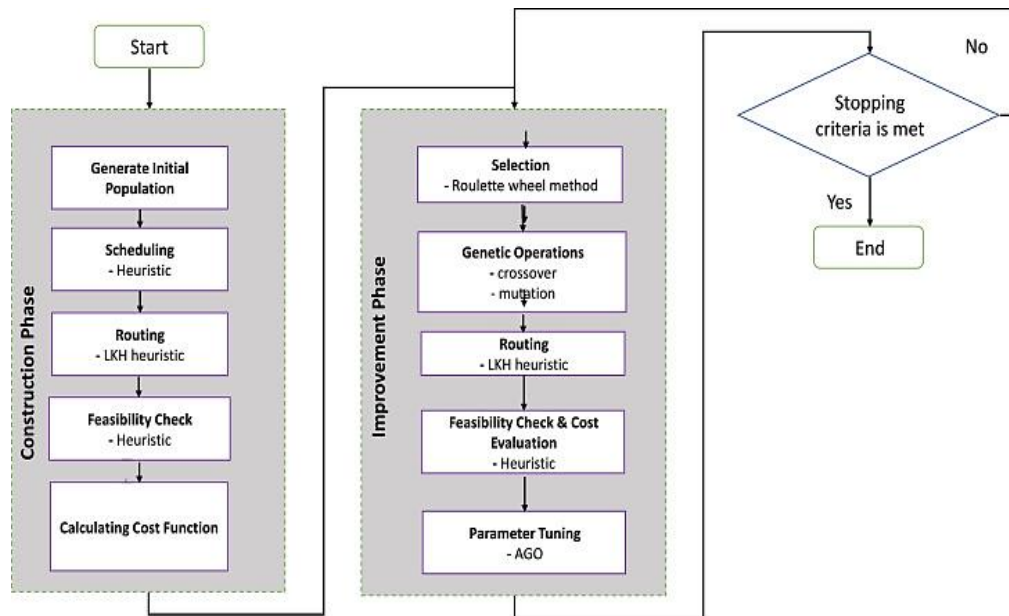 Start
Construction Phase
Generate Initial
Population
Scheduling
- Heuristic
Routing
- LKH heuristic
Feasibility Check
- Heuristic
Calculating Cost Function
Improvement Phase
Selection
- Roulette wheel method
Genetic Operations
- crossover
- mutation
Routing
- LKH heuristic
Feasibility Check & Cost
Evaluation
- Heuristic
Parameter Tuning
- AGO
No
Stopping
criteria is met
Yes
End